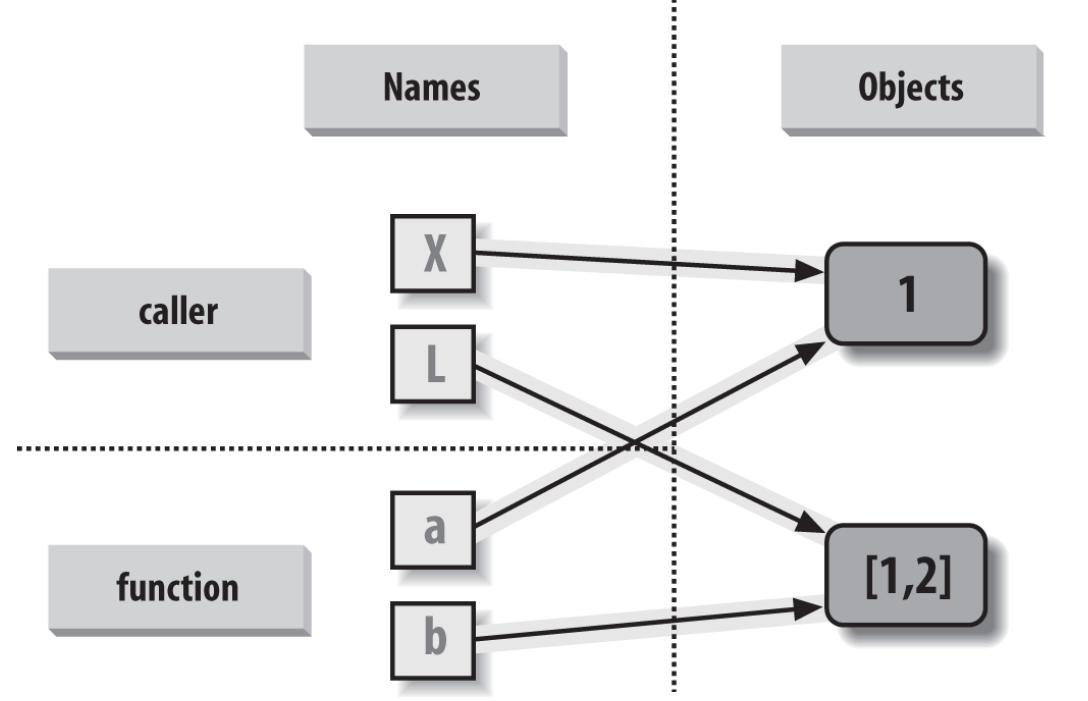 Names
Objects
X
caller
1
L
a
function
[1,2]
b